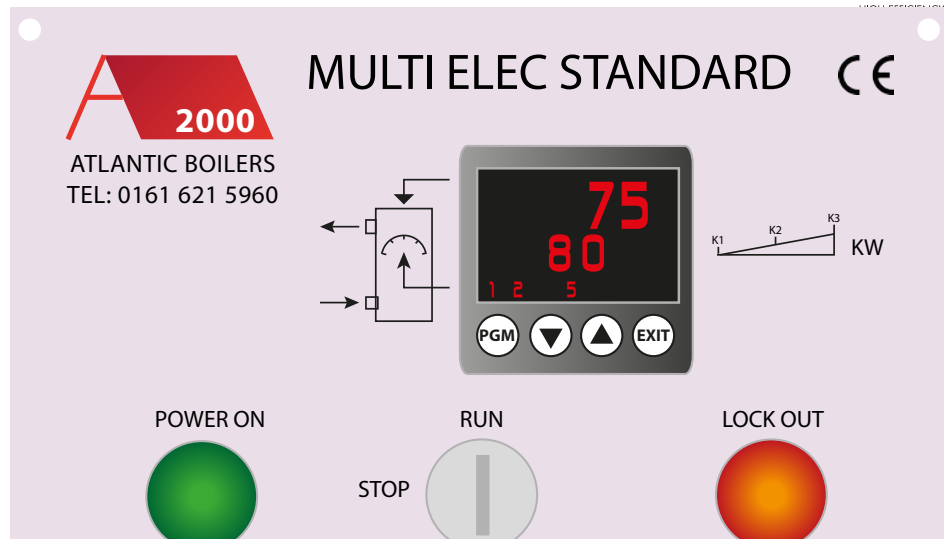 MULTI ELEC STANDARD
CE
A
2000
ATLANTIC BOILERS
TEL: 0161 621 5960
75
80
1 2 5
K1
K2
K3
KW
PGM
EXIT
POWER ON
RUN
LOCK OUT
STOP